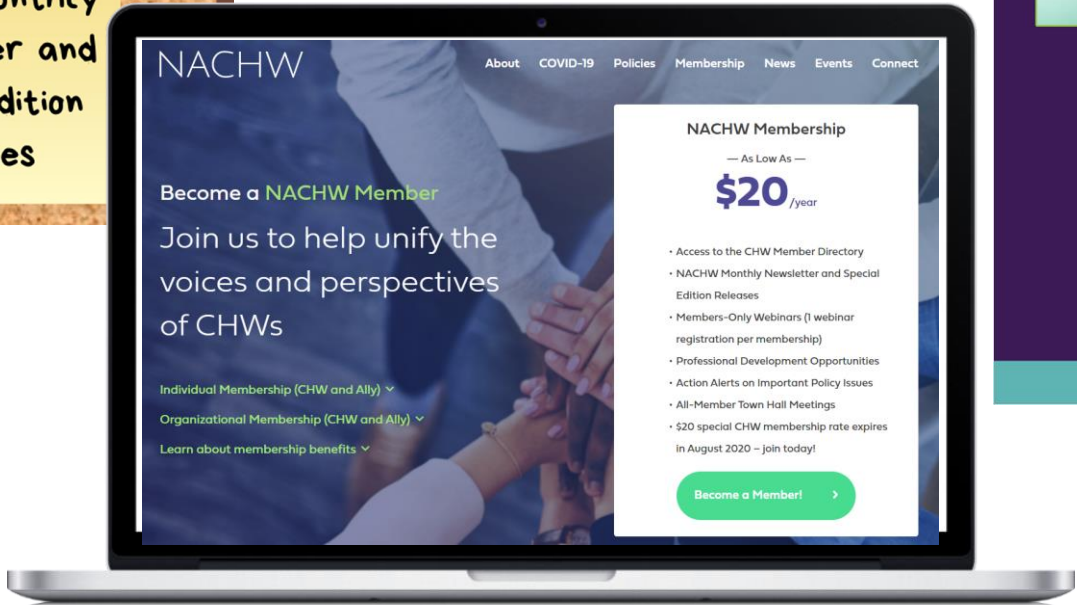 er and
dition
es
NACHW
About COVID-19 Policies Membership News Events Connect
Become a NACHW Member
Join us to help unify the
voices and perspectives
of CHWs
Individual Membership (CHW and Ally)
Organizational Membership (CHW and Ally)
Learn about membership benefits
NACHW Membership
— As Low As —
$20/year
• Access to the CHW Member Directory
• NACHW Monthly Newsletter and Special
Edition Releases
• Members-Only Webinars (1 webinar
registration per membership)
• Professional Development Opportunities
• Action Alerts on Important Policy Issues
• All-Member Town Hall Meetings
• $20 special CHW membership rate expires
in August 2020 – join today!
Become a Member! >